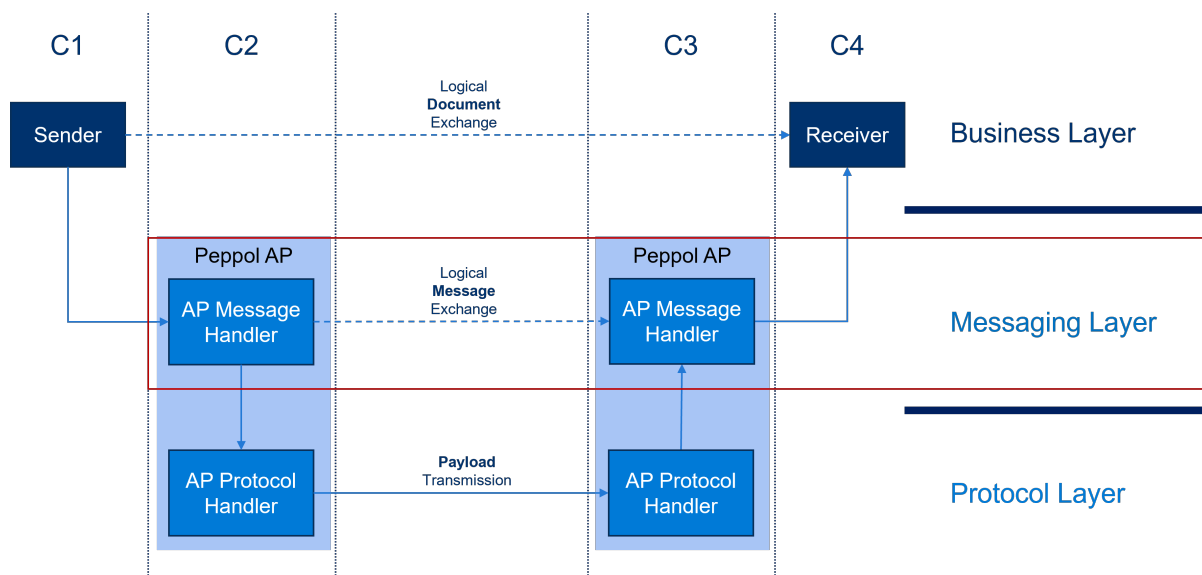 C1
C2
C3
C4
Logical
Document
Exchange
Sender
Receiver
Business Layer
Peppol AP
Peppol AP
Logical
Message
Exchange
AP Message
Handler
AP Message
Handler
Messaging Layer
Payload
Transmission
AP Protocol
Handler
AP Protocol
Handler
Protocol Layer